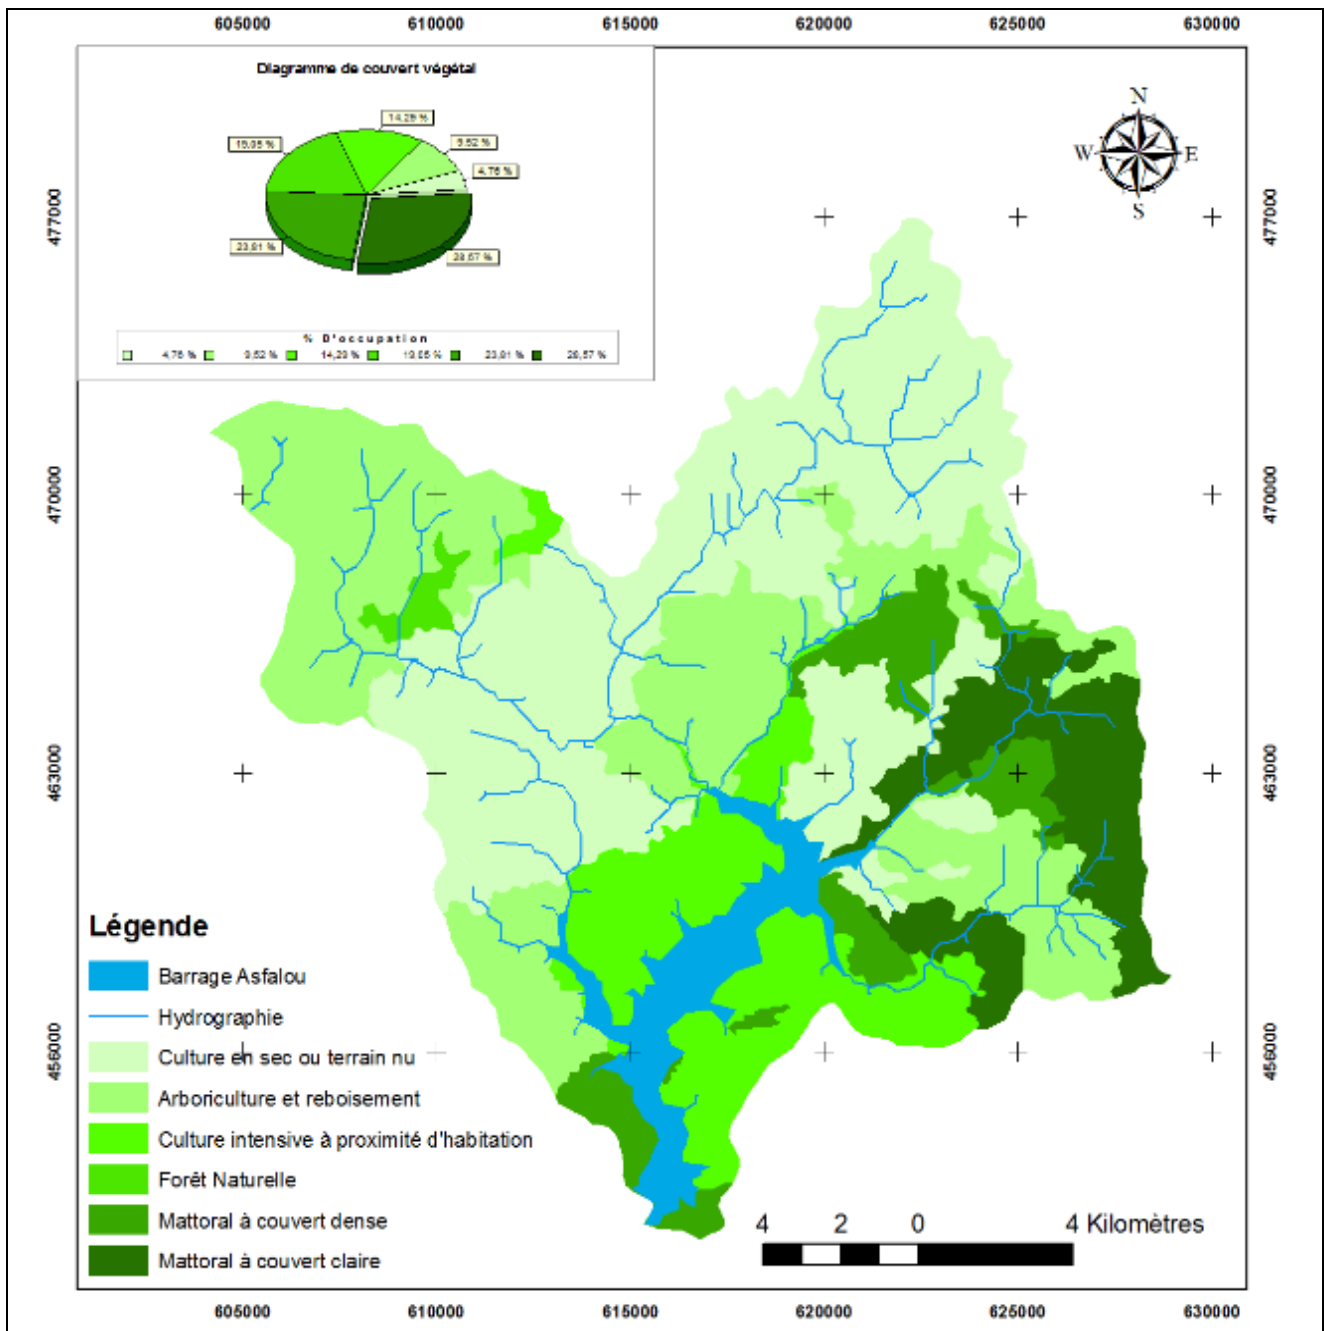 605000 610000 615000 620000 625000 630000
Diagramme de couvert végétal
14,29 %
19,05 %
9,52 %
4,76 %
23,81 %
28,57 %
% D'occupation
4,76 % 9,52 % 14,29 % 19,05 % 23,81 % 28,57 %
N
W E
S
477000 477000
470000 470000
463000 463000
456000 456000
Légende
Barrage Asfalou
Hydrographie
Culture en sec ou terrain nu
Arboriculture et reboisement
Culture intensive à proximité d'habitation
Forêt Naturelle
Mattoral à couvert dense
Mattoral à couvert claire
4 2 0 4 Kilomètres
605000 610000 615000 620000 625000 630000